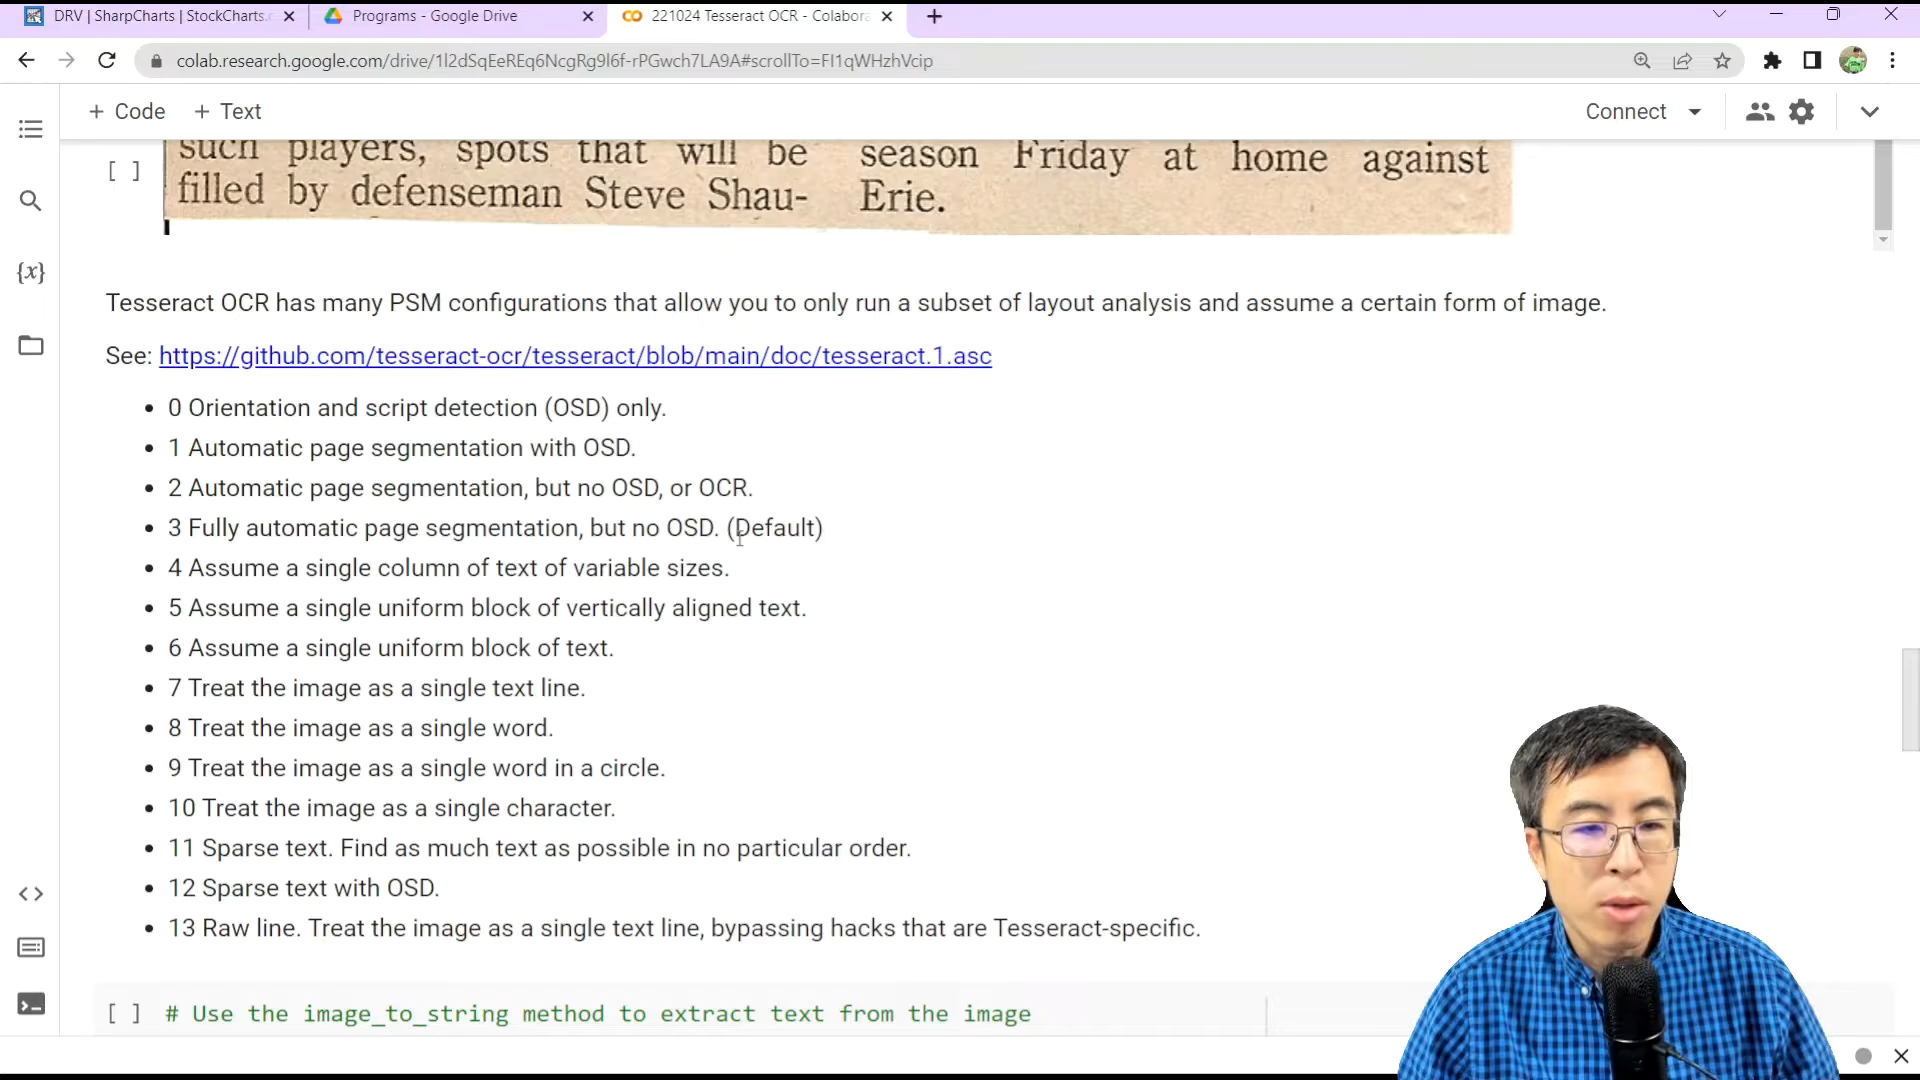 DRV | SharpCharts | StockCharts.c
Programs - Google Drive
221024 Tesseract OCR - Colabora
colab.research.google.com/drive/1l2dSqEeREq6NcgRg9l6f-rPGwch7LA9A#scrollTo=FI1qWHzhVcip
+ Code + Text
Connect
[ ]
such players, spots that will be
filled by defenseman Steve Shau-
season Friday at home against
Erie.
{x}
Tesseract OCR has many PSM configurations that allow you to only run a subset of layout analysis and assume a certain form of image.
See: https://github.com/tesseract-ocr/tesseract/blob/main/doc/tesseract.1.asc
• 0 Orientation and script detection (OSD) only.
• 1 Automatic page segmentation with OSD.
• 2 Automatic page segmentation, but no OSD, or OCR.
• 3 Fully automatic page segmentation, but no OSD. (Default)
• 4 Assume a single column of text of variable sizes.
• 5 Assume a single uniform block of vertically aligned text.
• 6 Assume a single uniform block of text.
• 7 Treat the image as a single text line.
• 8 Treat the image as a single word.
• 9 Treat the image as a single word in a circle.
• 10 Treat the image as a single character.
• 11 Sparse text. Find as much text as possible in no particular order.
• 12 Sparse text with OSD.
• 13 Raw line. Treat the image as a single text line, bypassing hacks that are Tesseract-specific.
[ ] # Use the image_to_string method to extract text from the image